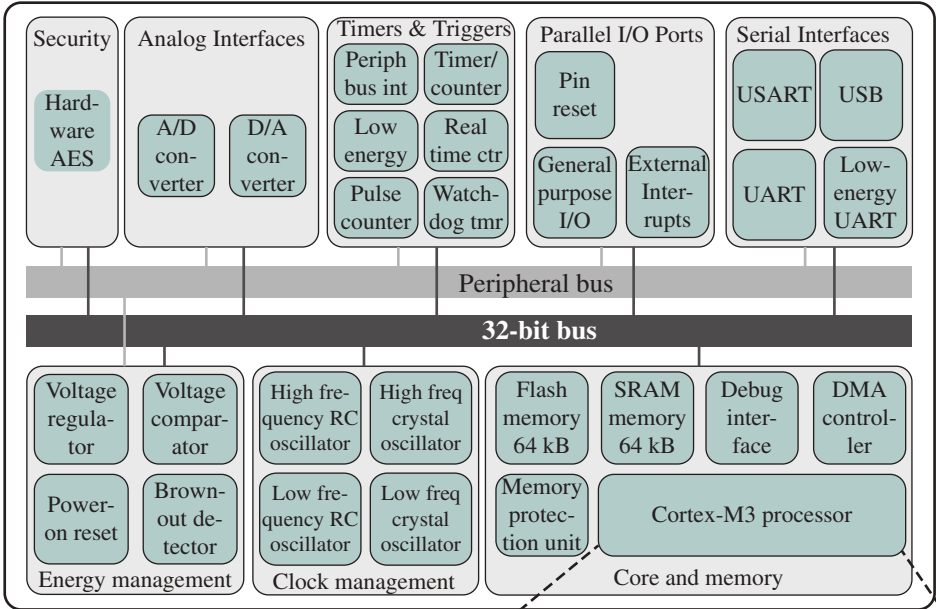 Security
Hard-
ware
AES
Analog Interfaces
A/D
con-
verter
D/A
con-
verter
Timers & Triggers
Periph
bus int
Timer/
counter
Low
energy
Real
time ctr
Pulse
counter
Watch-
dog tmr
Parallel I/O Ports
Pin
reset
General
purpose
I/O
External
Inter-
rupts
Serial Interfaces
USART
USB
UART
Low-
energy
UART
Peripheral bus
32-bit bus
Voltage
regula-
tor
Voltage
compar-
ator
Power-
on reset
Brown-
out de-
tector
Energy management
High fre-
quency RC
oscillator
High freq
crystal
oscillator
Low fre-
quency RC
oscillator
Low freq
crystal
oscillator
Clock management
Flash
memory
64 kB
SRAM
memory
64 kB
Debug
inter-
face
DMA
control-
ler
Memory
protec-
tion unit
Cortex-M3 processor
Core and memory